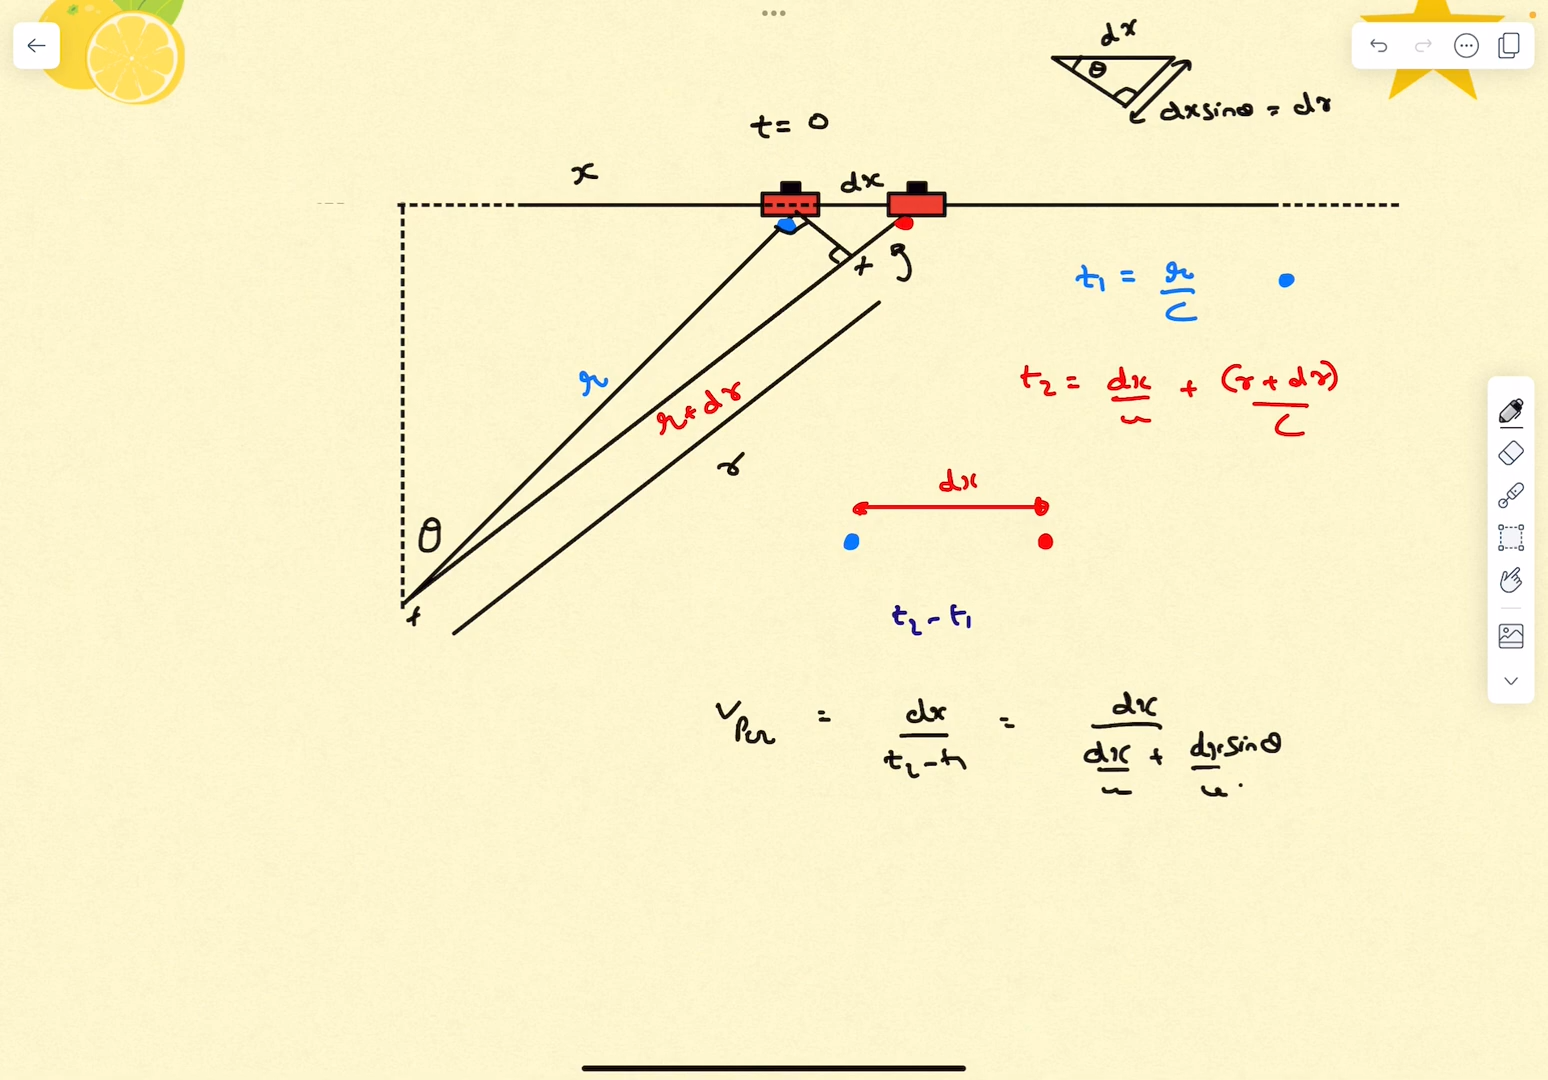 dx
θ
dx sinθ = dr
t = 0
x
dx
t₁ = r/c
r
r + dr
t₂ = dx/u + (r + dr)/c
r
dx
θ
t₂ - t₁
V = dx/(t₂ - t₁) = dx/(dx/u + dx sinθ/u)